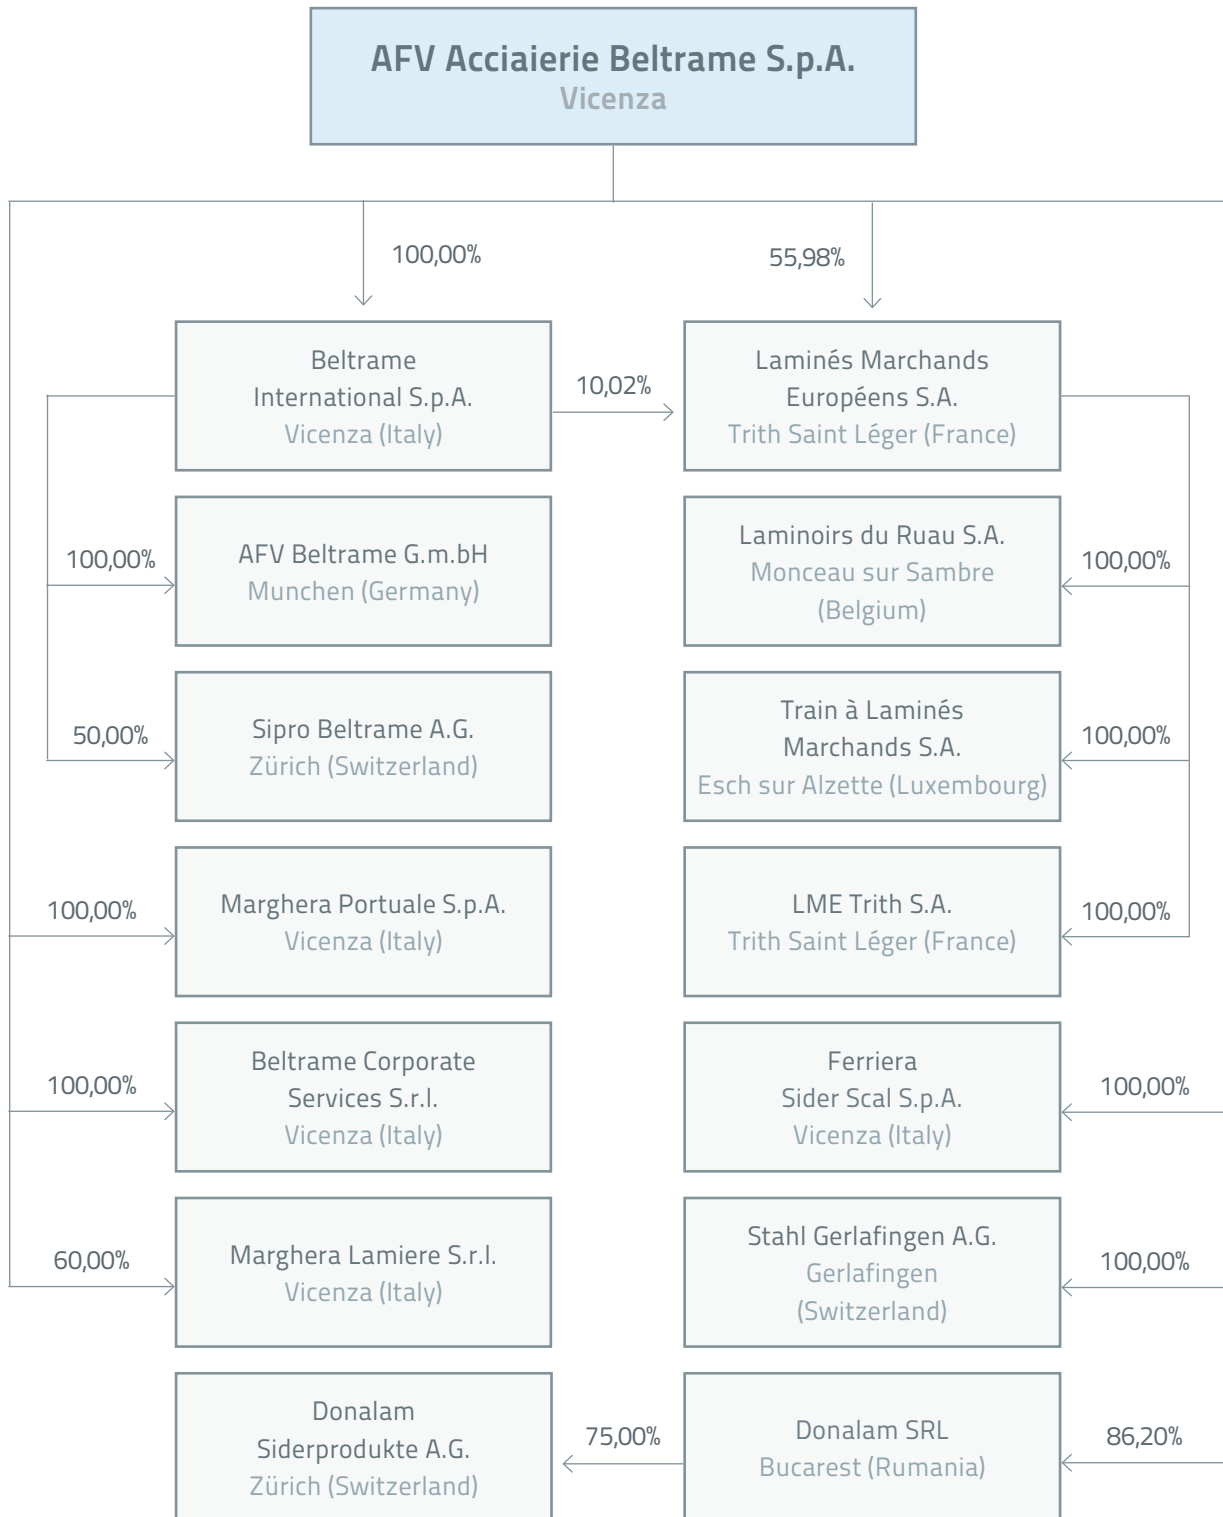 AFV Acciaierie Beltrame S.p.A.
Vicenza
100,00%
55,98%
Beltrame
International S.p.A.
Vicenza (Italy)
10,02%
Laminés Marchands
Européens S.A.
Trith Saint Léger (France)
100,00%
AFV Beltrame G.m.bH
Munchen (Germany)
Laminoirs du Ruau S.A.
Monceau sur Sambre
(Belgium)
100,00%
50,00%
Sipro Beltrame A.G.
Zürich (Switzerland)
Train à Laminés
Marchands S.A.
Esch sur Alzette (Luxembourg)
100,00%
100,00%
Marghera Portuale S.p.A.
Vicenza (Italy)
LME Trith S.A.
Trith Saint Léger (France)
100,00%
100,00%
Beltrame Corporate
Services S.r.l.
Vicenza (Italy)
Ferriera
Sider Scal S.p.A.
Vicenza (Italy)
100,00%
60,00%
Marghera Lamiere S.r.l.
Vicenza (Italy)
Stahl Gerlafingen A.G.
Gerlafingen
(Switzerland)
100,00%
Donalam
Siderprodukte A.G.
Zürich (Switzerland)
75,00%
Donalam SRL
Bucarest (Rumania)
86,20%